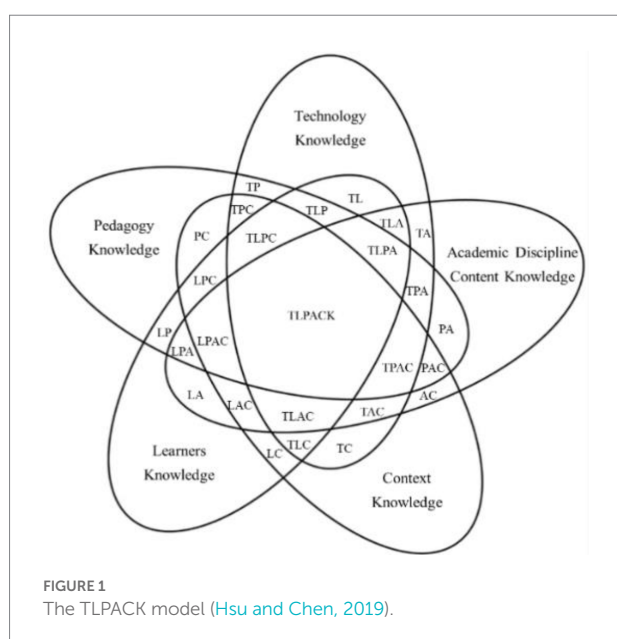 Technology
Knowledge
TP
TL
TPC
TLP
TLA
TA
Pedagogy
Knowledge
PC
TLPC
TLPA
Academic Discipline
Content Knowledge
LPC
TPA
TLPACK
PA
LP
LPA
LPAC
TPAC
PAC
LA
LAC
TLAC
TAC
AC
Learners
Knowledge
LC
TLC
TC
Context
Knowledge
FIGURE 1
The TLPACK model (Hsu and Chen, 2019).